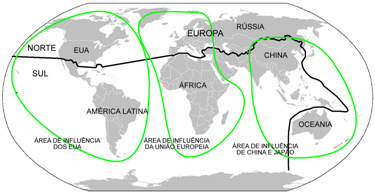 RÚSSIA
EUROPA
NORTE
EUA
CHINA
SUL
ÁFRICA
AMÉRICA LATINA
OCEANIA
ÁREA DE INFLUÊNCIA
DOS EUA
ÁREA DE INFLUÊNCIA
DA UNIÃO EUROPEIA
ÁREA DE INFLUÊNCIA
DE CHINA E JAPÃO